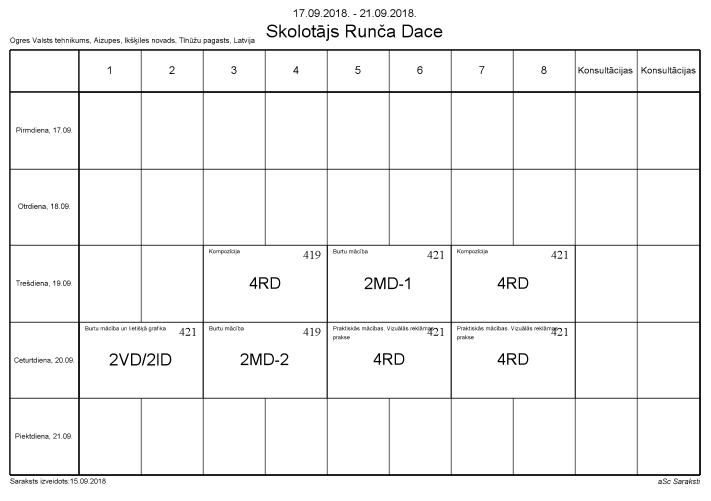 17.09.2018. - 21.09.2018.
Skolotājs Runča Dace
Ogres Valsts tehnikums, Aizupes, Ikšķiles novads, Tīnūžu pagasts, Latvija
1 2 3 4 5 6 7 8 Konsultācijas Konsultācijas
Pirmdiena, 17.09.
Otrdiena, 18.09.
Kompozīcija 419 Burtu mācība 421 Kompozīcija 421
Trešdiena, 19.09. 4RD 2MD-1 4RD
Burtu mācība un lietišķā grafika 421 Burtu mācība 419 Praktiskās mācības. Vizuālās reklāmas 421 Praktiskās mācības. Vizuālās reklāmas 421
prakse prakse
Ceturtdiena, 20.09. 2VD/2ID 2MD-2 4RD 4RD
Piektdiena, 21.09.
Saraksts izveidots:15.09.2018 aSc Saraksti